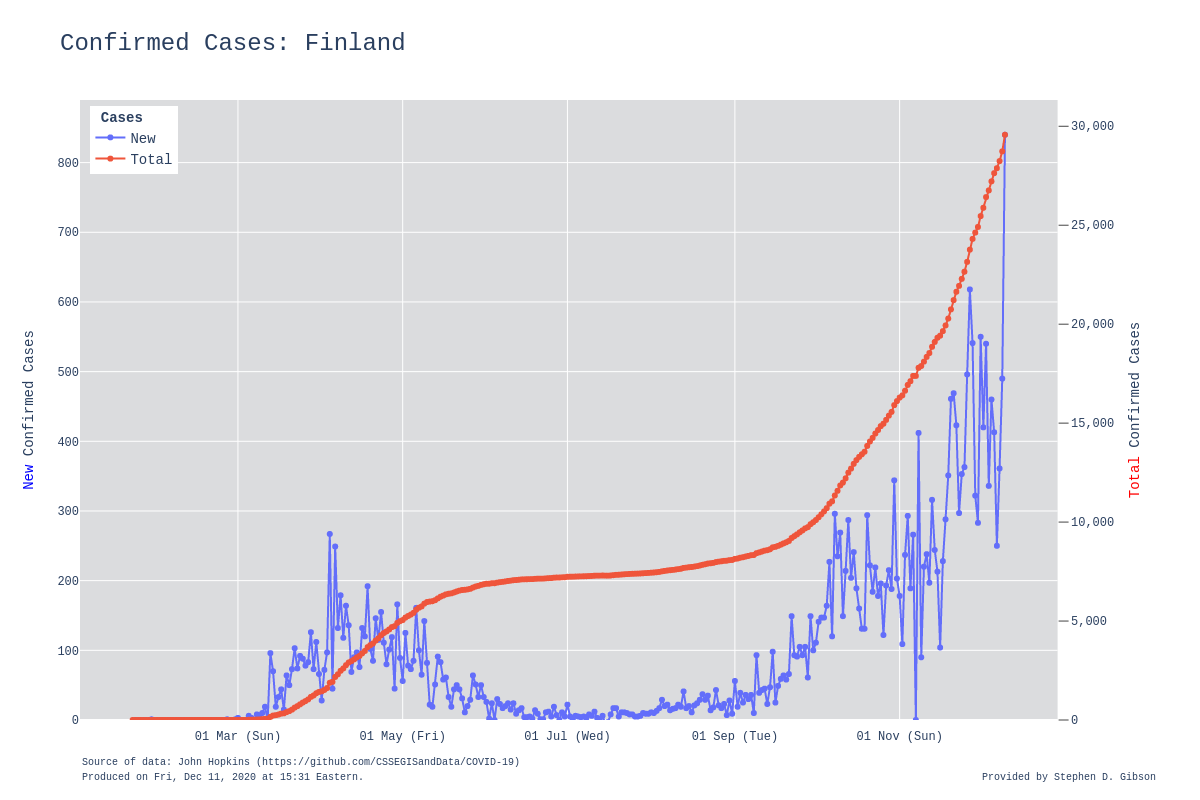 Confirmed Cases: Finland
Cases
New
Total
800
700
600
500
400
300
200
100
0
New Confirmed Cases
30,000
25,000
20,000
15,000
10,000
5,000
0
Total Confirmed Cases
01 Mar (Sun)
01 May (Fri)
01 Jul (Wed)
01 Sep (Tue)
01 Nov (Sun)
Source of data: John Hopkins (https://github.com/CSSEGISandData/COVID-19)
Produced on Fri, Dec 11, 2020 at 15:31 Eastern.
Provided by Stephen D. Gibson